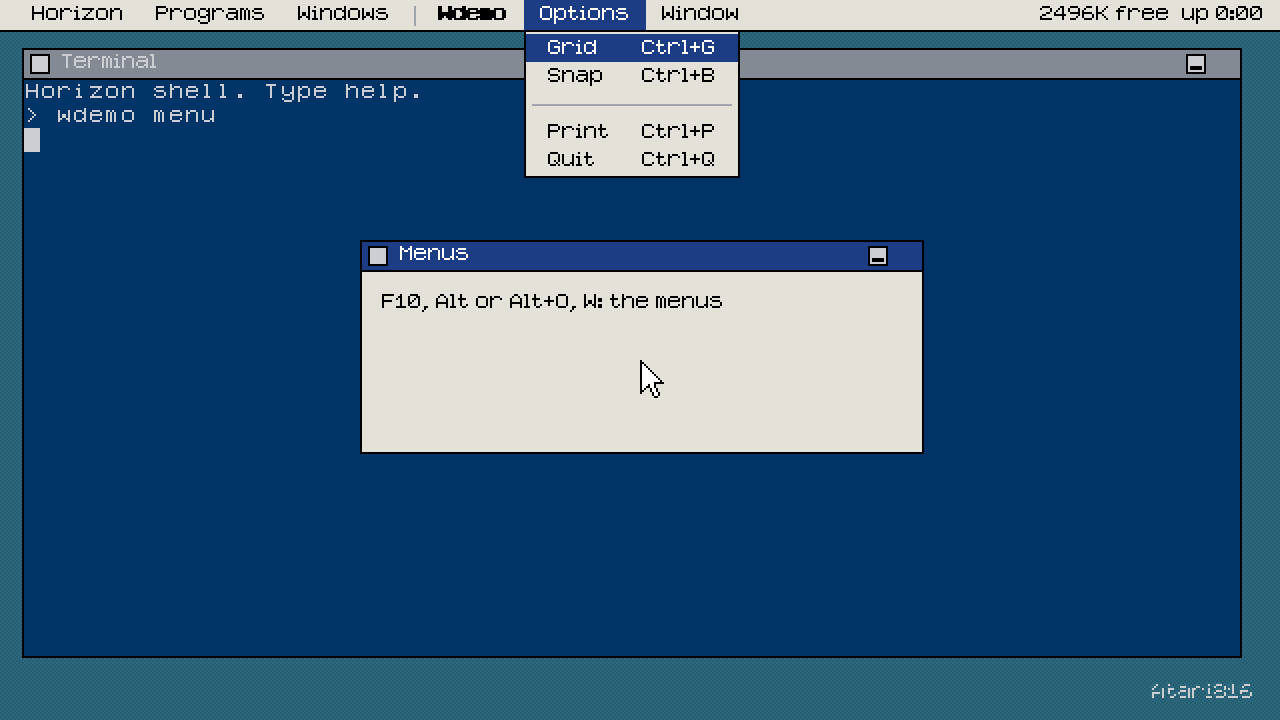 Horizon Programs Windows | Wdemo Options Window 2496K free up 0:00
Grid Ctrl+G
Snap Ctrl+B
Print Ctrl+P
Quit Ctrl+Q
Terminal
Horizon shell. Type help.
> wdemo menu
Menus
F10, Alt or Alt+O, W: the menus
Atari816